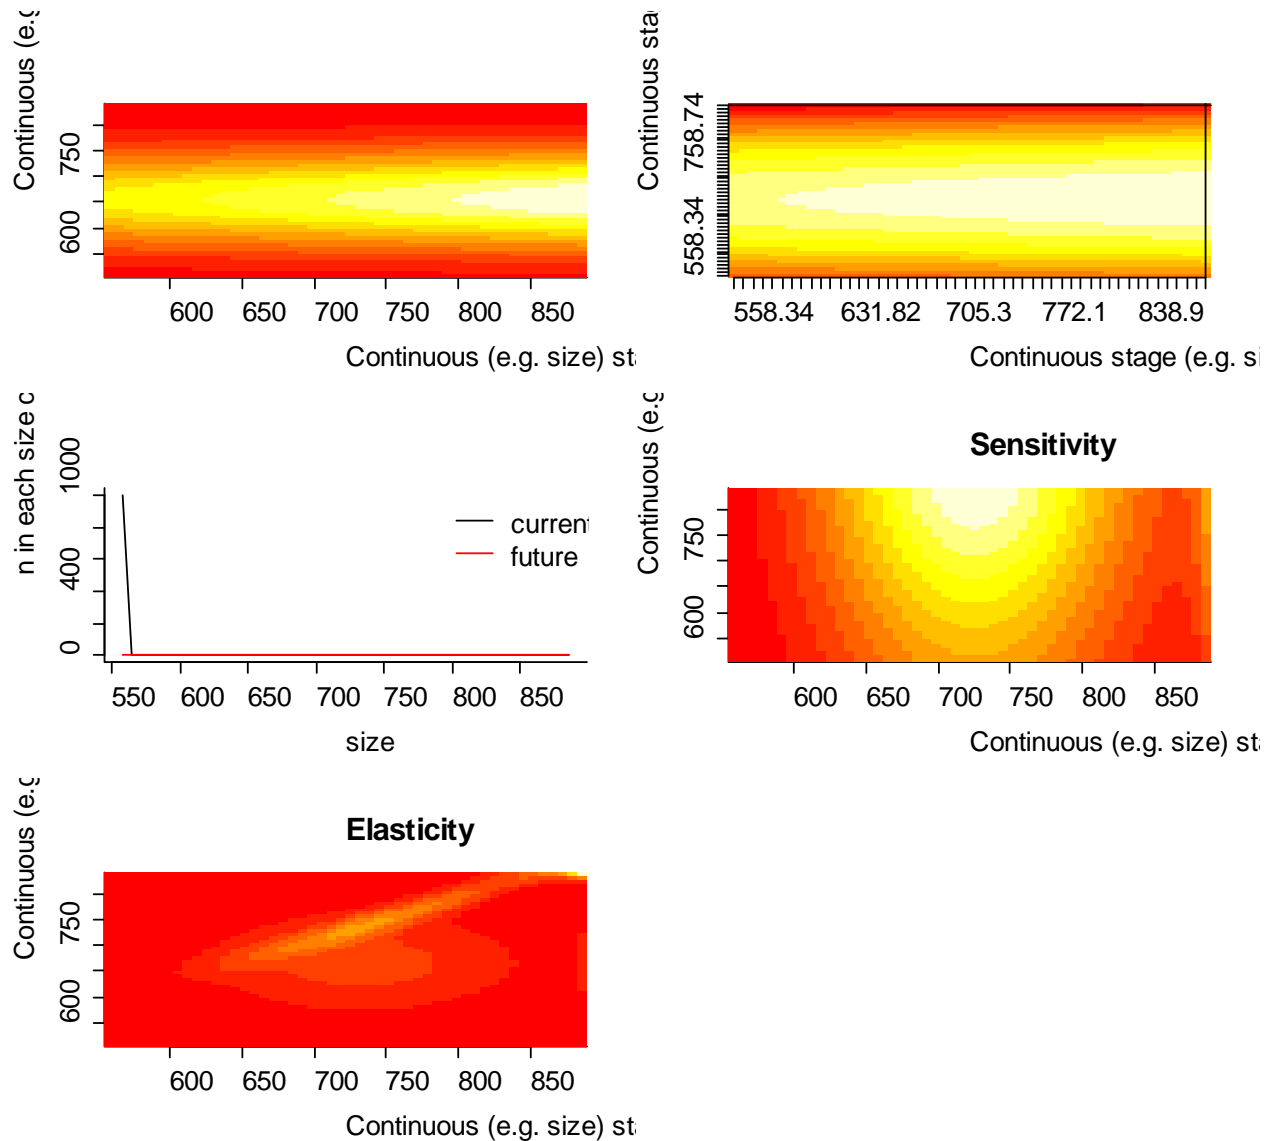 Continuous (e.g
750
600
600 650 700 750 800 850
Continuous (e.g. size) sta
Continuous sta
758.74
558.34
558.34 631.82 705.3 772.1 838.9
Continuous stage (e.g. si
n in each size c
1000
400
0
current
future
550 600 650 700 750 800 850
size
Sensitivity
Continuous (e.g
750
600
600 650 700 750 800 850
Continuous (e.g. size) sta
Elasticity
Continuous (e.g.
750
600
600 650 700 750 800 850
Continuous (e.g. size) sta